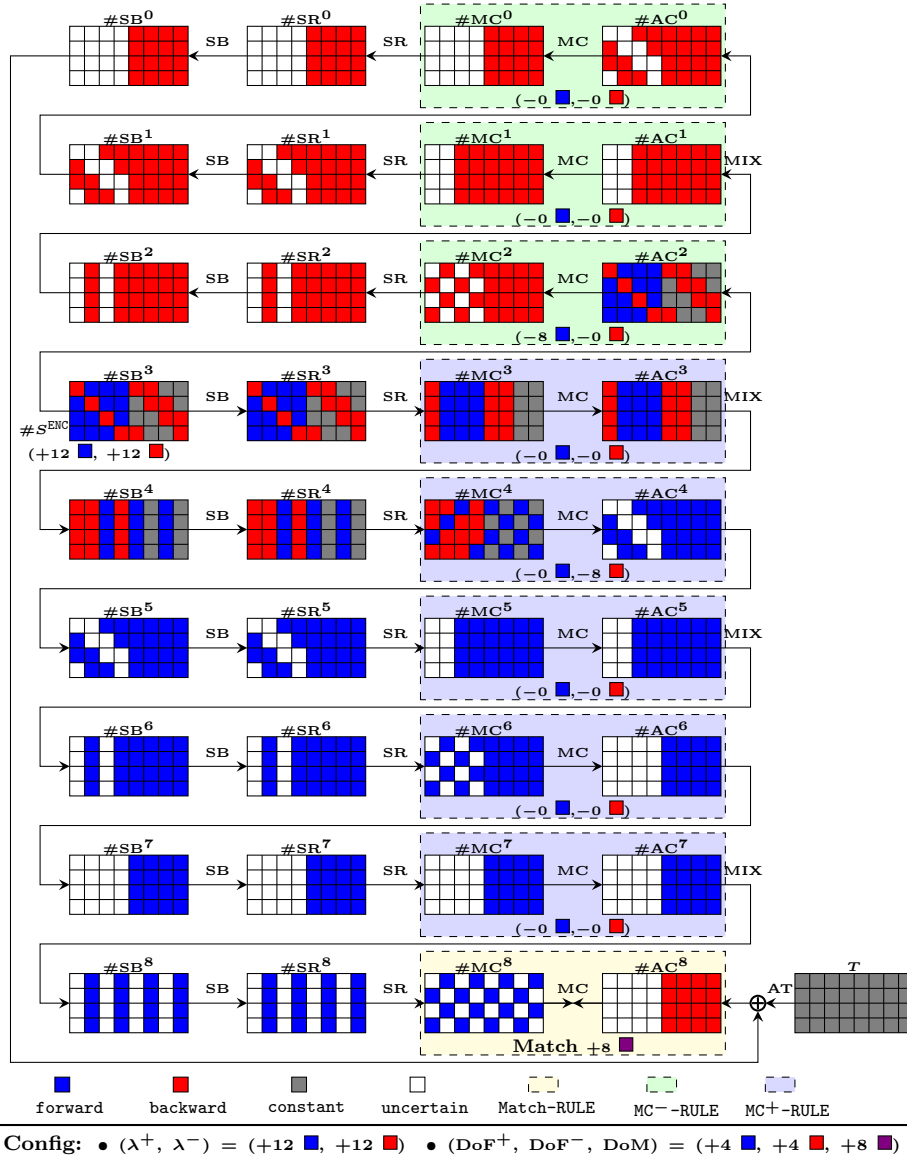 #SB⁰ #SR⁰ #MC⁰ #AC⁰
SB SR MC
(−0 ,−0 )
#SB¹ #SR¹ #MC¹ #AC¹
SB SR MC MIX
(−0 ,−0 )
#SB² #SR² #MC² #AC²
SB SR MC
(−8 ,−0 )
#SB³ #SR³ #MC³ #AC³
SB SR MC MIX
#S^ENC
(+12 , +12 ) (−0 ,−0 )
#SB⁴ #SR⁴ #MC⁴ #AC⁴
SB SR MC
(−0 ,−8 )
#SB⁵ #SR⁵ #MC⁵ #AC⁵
SB SR MC MIX
(−0 ,−0 )
#SB⁶ #SR⁶ #MC⁶ #AC⁶
SB SR MC
(−0 ,−0 )
#SB⁷ #SR⁷ #MC⁷ #AC⁷
SB SR MC MIX
(−0 ,−0 )
#SB⁸ #SR⁸ #MC⁸ #AC⁸ T
SB SR MC AT
Match +8
forward backward constant uncertain Match-RULE MC⁻-RULE MC⁺-RULE
Config: • (λ⁺, λ⁻) = (+12 , +12 ) • (DoF⁺, DoF⁻, DoM) = (+4 , +4 , +8 )